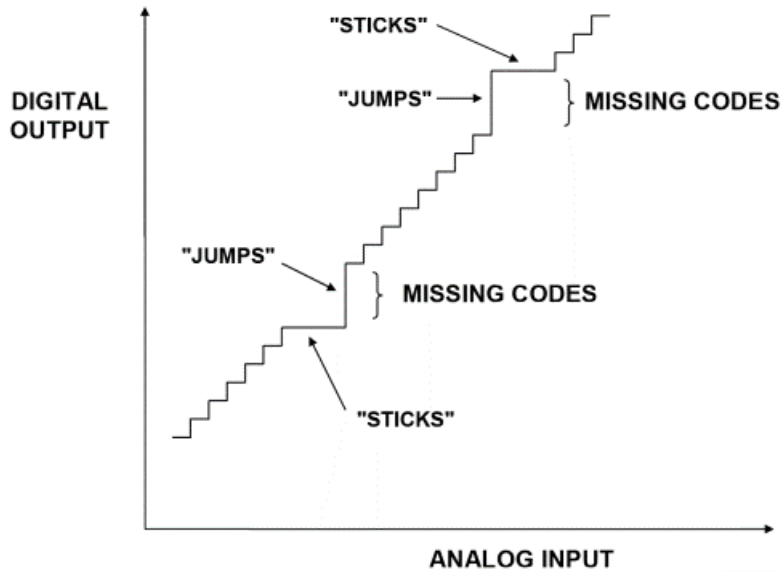 "STICKS"
DIGITAL
OUTPUT
"JUMPS"
MISSING CODES
"JUMPS"
MISSING CODES
"STICKS"
ANALOG INPUT